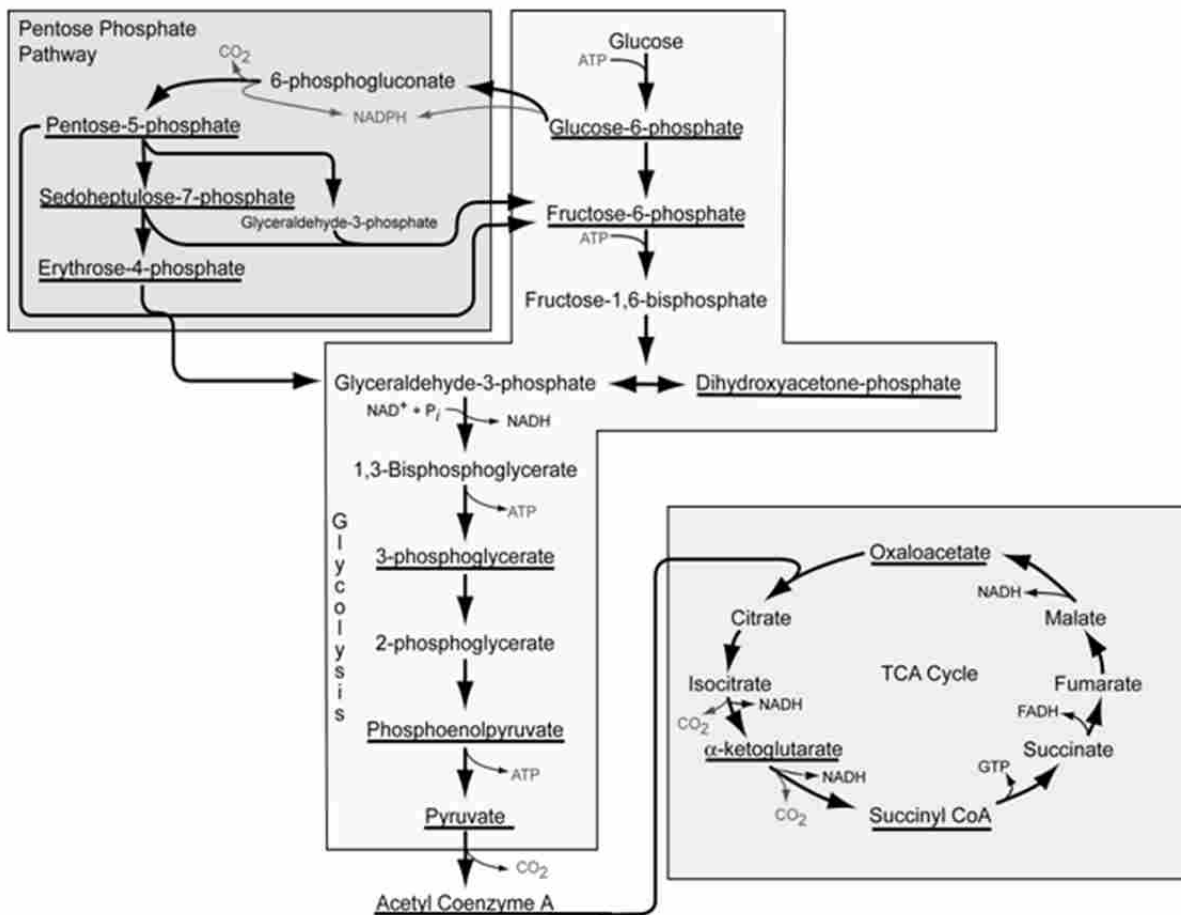 Pentose Phosphate
Pathway
CO2
6-phosphogluconate
NADPH
Pentose-5-phosphate
Sedoheptulose-7-phosphate
Glyceraldehyde-3-phosphate
Erythrose-4-phosphate
Glucose
ATP
Glucose-6-phosphate
Fructose-6-phosphate
ATP
Fructose-1,6-bisphosphate
Glyceraldehyde-3-phosphate
Dihydroxyacetone-phosphate
NAD+ + Pi
NADH
1,3-Bisphosphoglycerate
ATP
Glycolysis
3-phosphoglycerate
2-phosphoglycerate
Phosphoenolpyruvate
ATP
Pyruvate
CO2
Acetyl Coenzyme A
Oxaloacetate
NADH
Citrate
Malate
TCA Cycle
Isocitrate
NADH
CO2
Fumarate
FADH
α-ketoglutarate
Succinate
NADH
GTP
CO2
Succinyl CoA